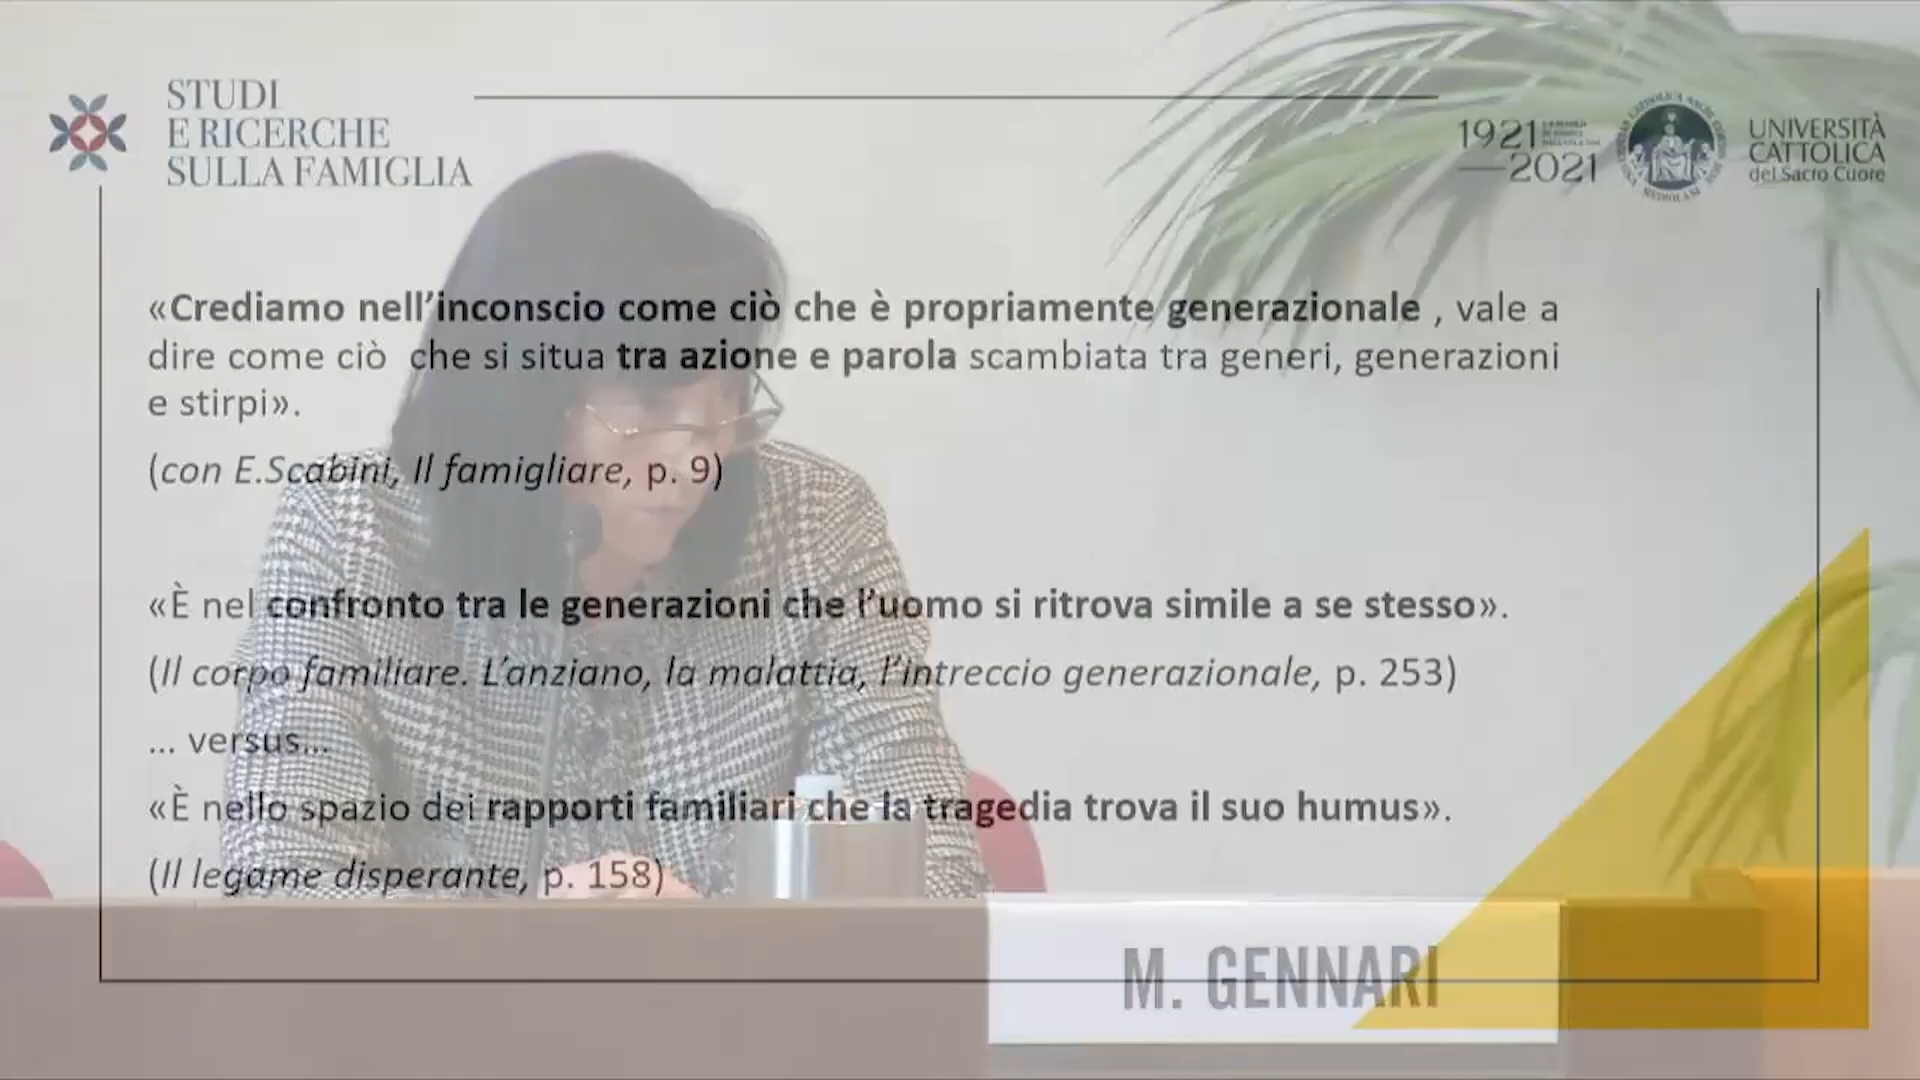 STUDI
E RICERCHE
SULLA FAMIGLIA
1921
—2021
UNIVERSITÀ
CATTOLICA
del Sacro Cuore
«Crediamo nell’inconscio come ciò che è propriamente generazionale , vale a
dire come ciò che si situa tra azione e parola scambiata tra generi, generazioni
e stirpi».
(con E.Scabini, Il famigliare, p. 9)
«È nel confronto tra le generazioni che l’uomo si ritrova simile a se stesso».
(Il corpo familiare. L’anziano, la malattia, l’intreccio generazionale, p. 253)
... versus...
«È nello spazio dei rapporti familiari che la tragedia trova il suo humus».
(Il legame disperante, p. 158)
M. GENNARI